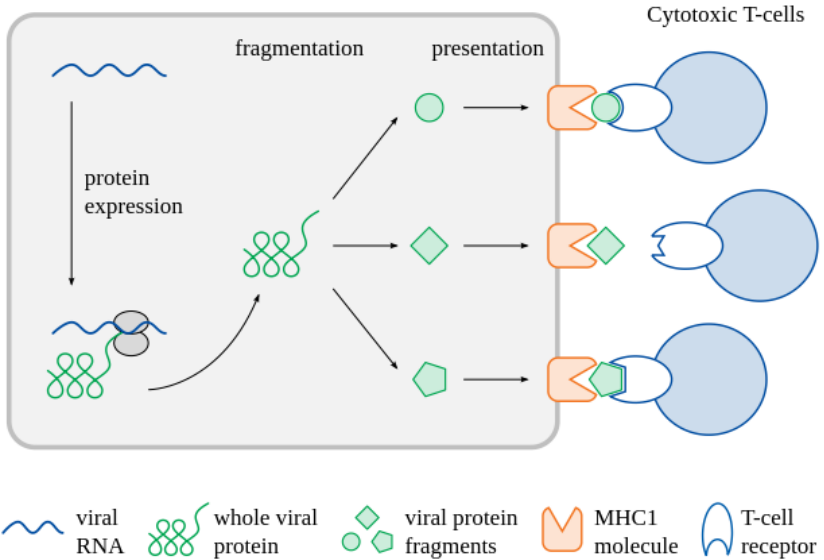 Cytotoxic T-cells
fragmentation
presentation
protein
expression
viral
RNA
whole viral
protein
viral protein
fragments
MHC1
molecule
T-cell
receptor